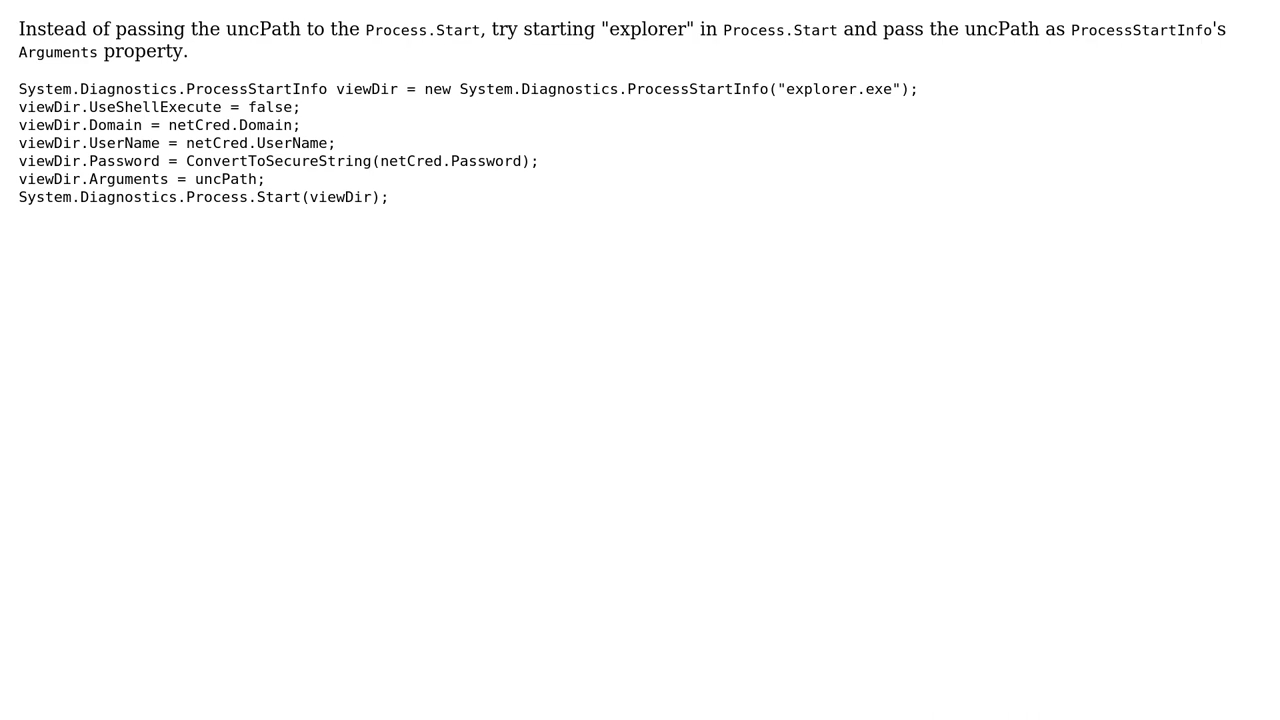 Instead of passing the uncPath to the Process.Start, try starting "explorer" in Process.Start and pass the uncPath as ProcessStartInfo's
Arguments property.
System.Diagnostics.ProcessStartInfo viewDir = new System.Diagnostics.ProcessStartInfo("explorer.exe");
viewDir.UseShellExecute = false;
viewDir.Domain = netCred.Domain;
viewDir.UserName = netCred.UserName;
viewDir.Password = ConvertToSecureString(netCred.Password);
viewDir.Arguments = uncPath;
System.Diagnostics.Process.Start(viewDir);